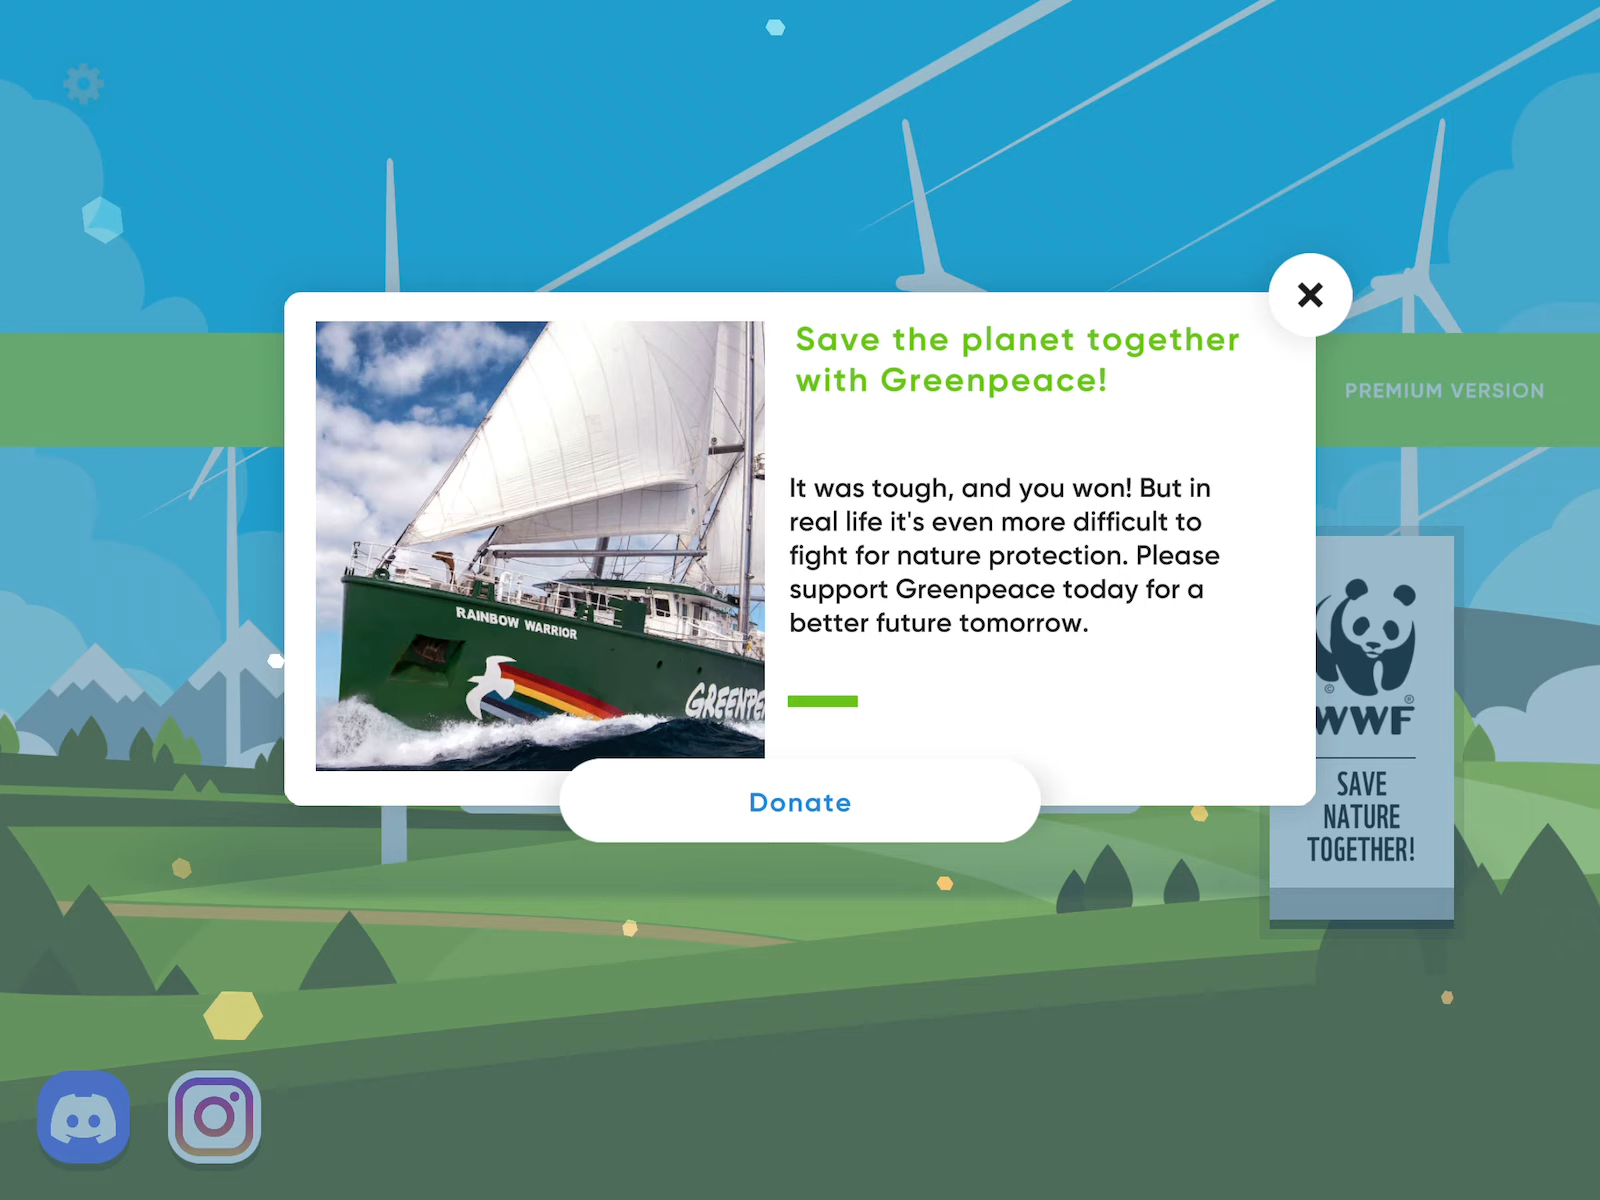 Save the planet together
with Greenpeace!
PREMIUM VERSION
It was tough, and you won! But in
real life it's even more difficult to
fight for nature protection. Please
support Greenpeace today for a
better future tomorrow.
RAINBOW WARRIOR
GREENPE
© ®
WWF
SAVE
NATURE
TOGETHER!
Donate